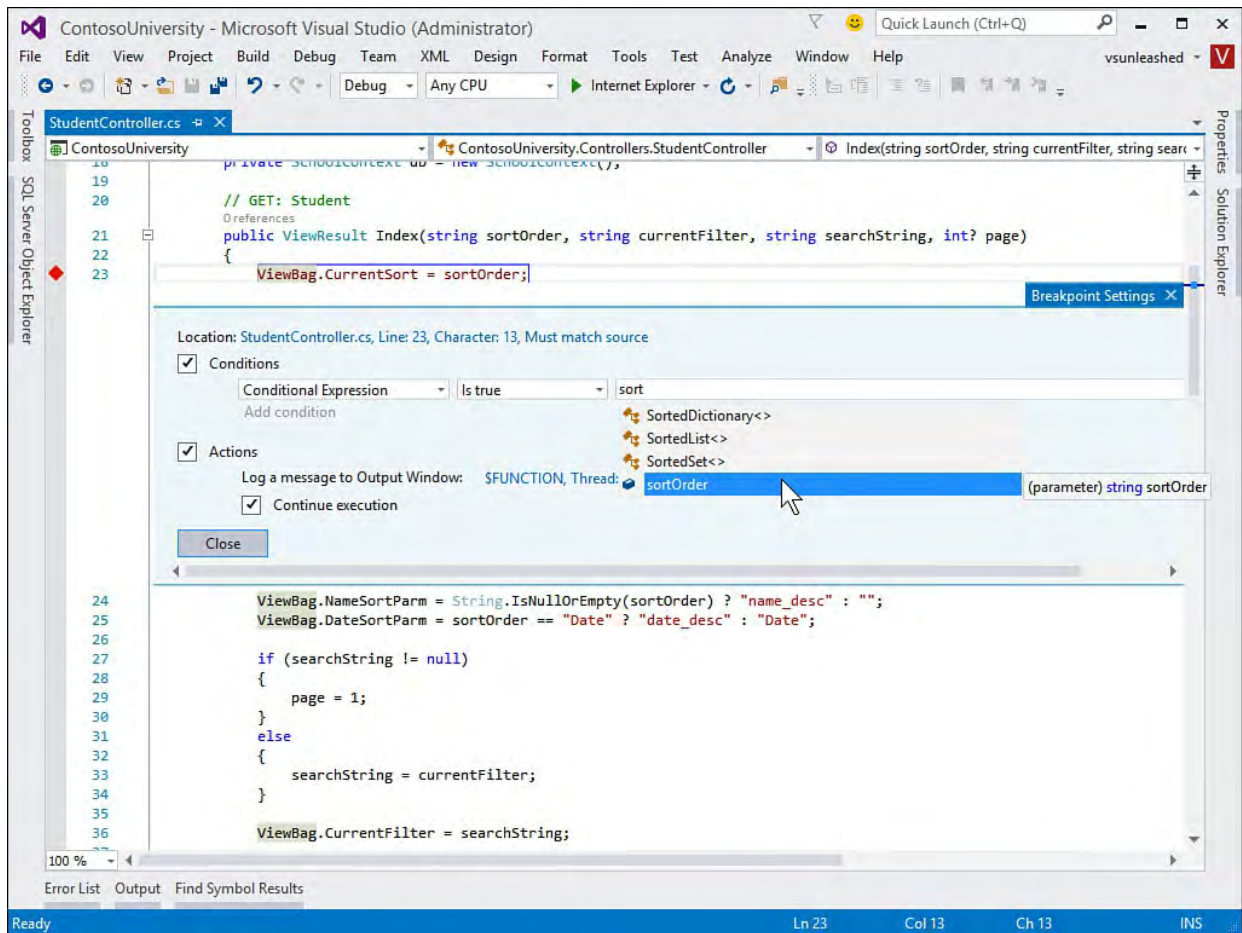 ContosoUniversity - Microsoft Visual Studio (Administrator)
Quick Launch (Ctrl+Q)
File Edit View Project Build Debug Team XML Design Format Tools Test Analyze Window Help vsunleashed V
Debug Any CPU Internet Explorer
Toolbox
SQL Server Object Explorer
Properties
Solution Explorer
StudentController.cs
ContosoUniversity ContosoUniversity.Controllers.StudentController Index(string sortOrder, string currentFilter, string searc
18 private SchoolContext db = new SchoolContext();
19
20 // GET: Student
0 references
21 public ViewResult Index(string sortOrder, string currentFilter, string searchString, int? page)
22 {
23 ViewBag.CurrentSort = sortOrder;
Breakpoint Settings
Location: StudentController.cs, Line: 23, Character: 13, Must match source
Conditions
Conditional Expression Is true sort
Add condition
SortedDictionary<>
SortedList<>
SortedSet<>
sortOrder
(parameter) string sortOrder
Actions
Log a message to Output Window: $FUNCTION, Thread:
Continue execution
Close
24 ViewBag.NameSortParm = String.IsNullOrEmpty(sortOrder) ? "name_desc" : "";
25 ViewBag.DateSortParm = sortOrder == "Date" ? "date_desc" : "Date";
26
27 if (searchString != null)
28 {
29 page = 1;
30 }
31 else
32 {
33 searchString = currentFilter;
34 }
35
36 ViewBag.CurrentFilter = searchString;
100 %
Error List Output Find Symbol Results
Ready Ln 23 Col 13 Ch 13 INS